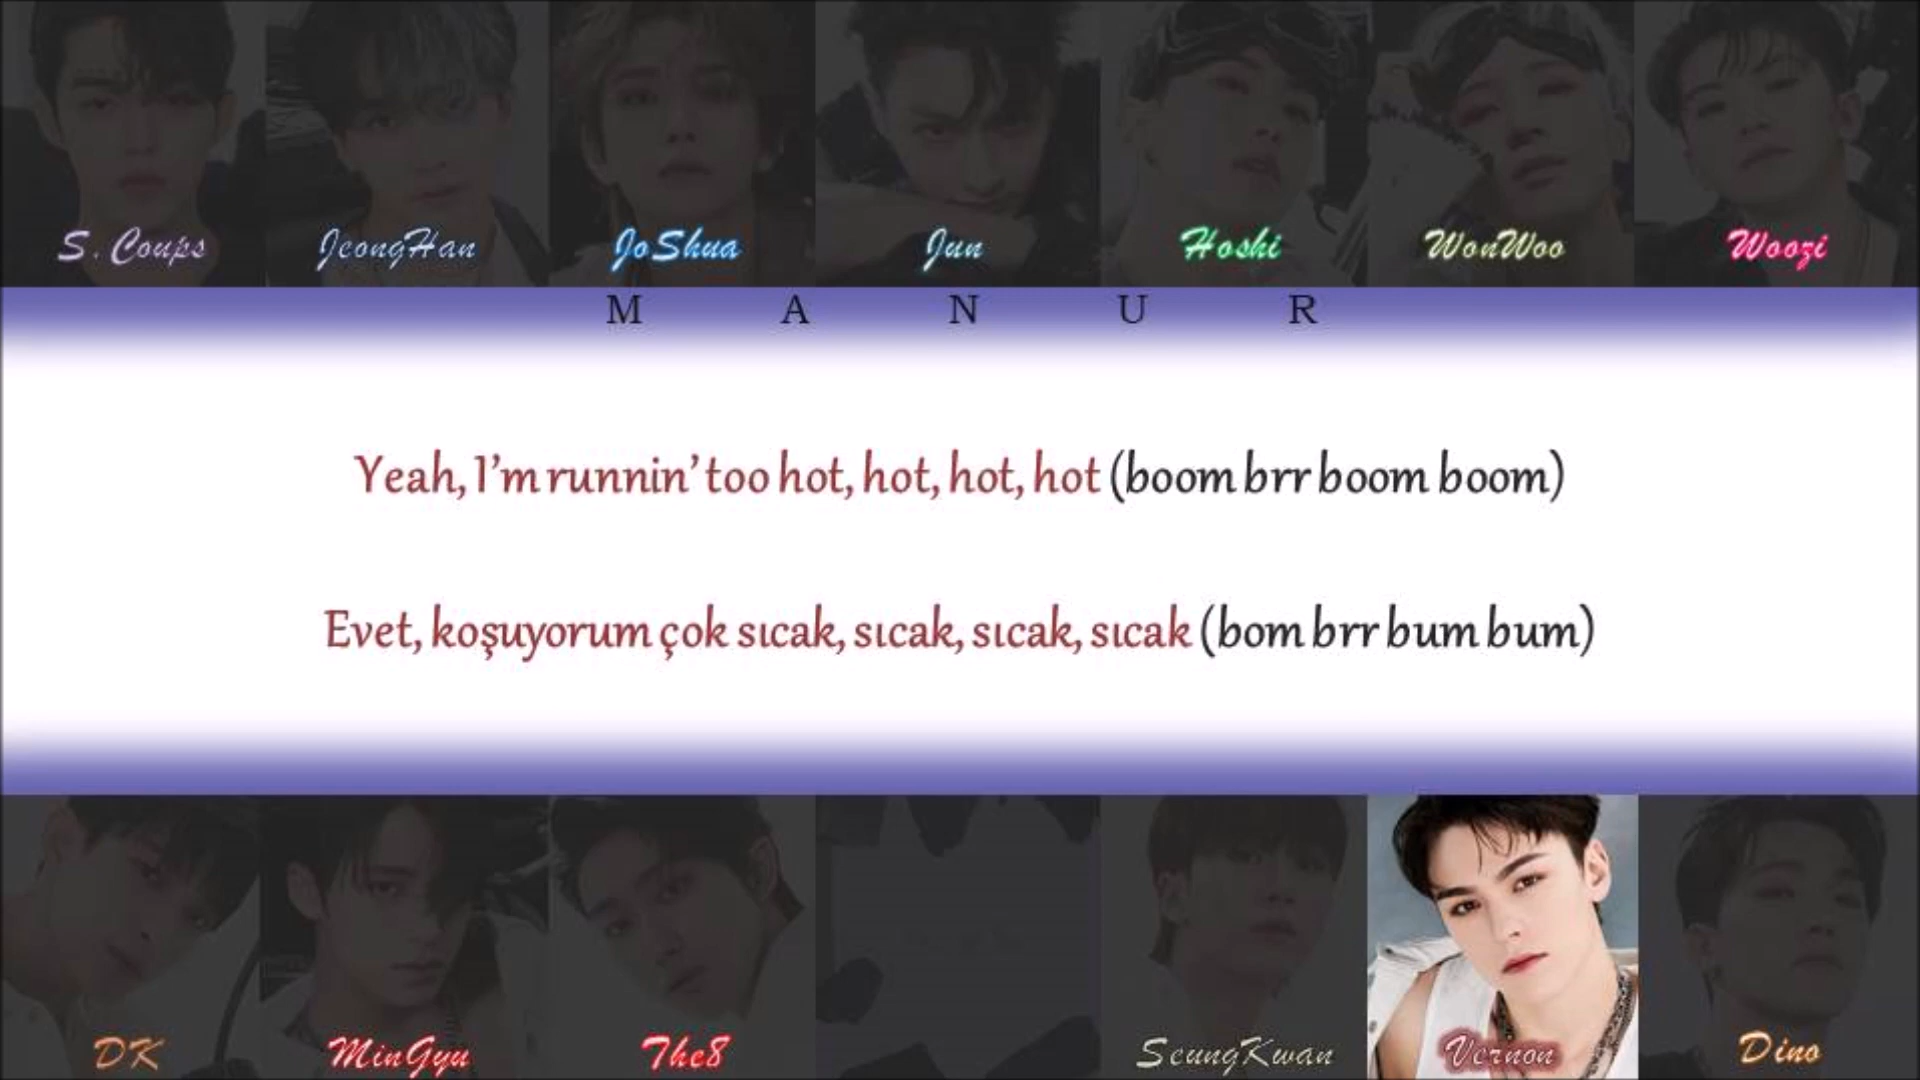 S. Coups JeongHan JoShua Jun Hoshi WonWoo Woozi
M A N U R
Yeah, I'm runnin' too hot, hot, hot, hot (boom brr boom boom)
Evet, koşuyorum çok sıcak, sıcak, sıcak, sıcak (bom brr bum bum)
DK MinGyu The8 SeungKwan Vernon Dino